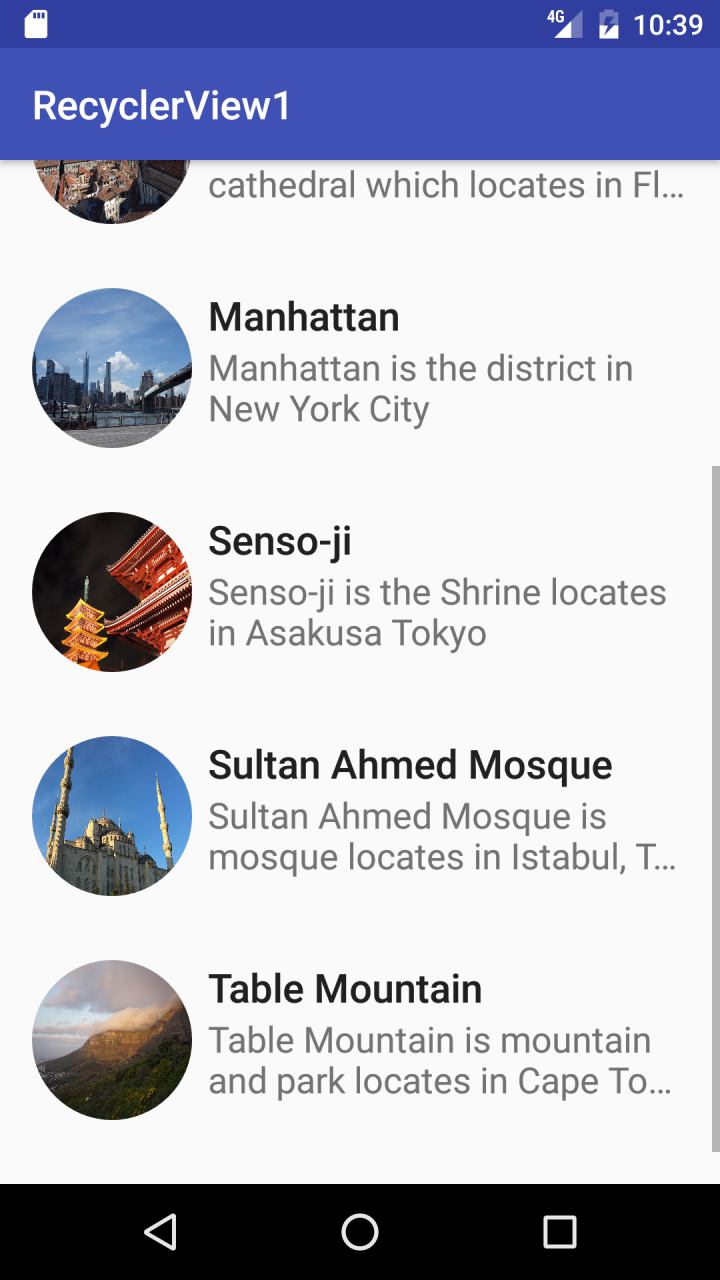 4G 10:39
RecyclerView1
cathedral which locates in Fl...
Manhattan
Manhattan is the district in
New York City
Senso-ji
Senso-ji is the Shrine locates
in Asakusa Tokyo
Sultan Ahmed Mosque
Sultan Ahmed Mosque is
mosque locates in Istabul, T...
Table Mountain
Table Mountain is mountain
and park locates in Cape To...